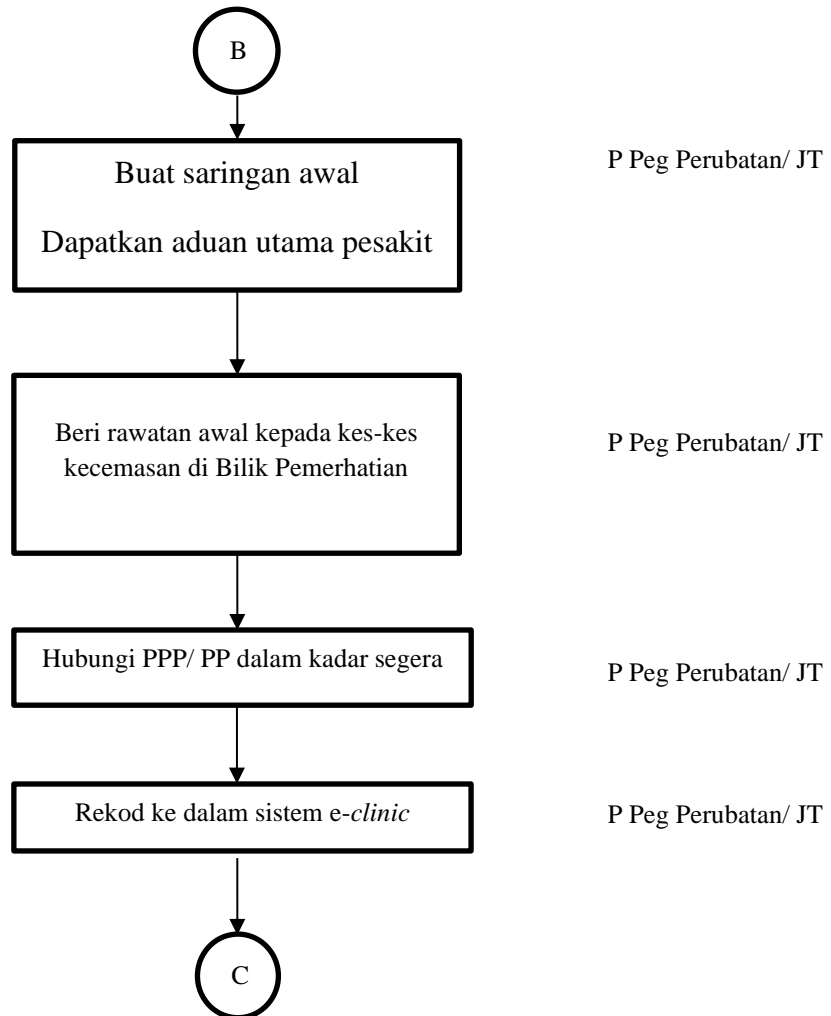 B
Buat saringan awal
P Peg Perubatan/ JT
Dapatkan aduan utama pesakit
Beri rawatan awal kepada kes-kes
kecemasan di Bilik Pemerhatian
P Peg Perubatan/ JT
Hubungi PPP/ PP dalam kadar segera
P Peg Perubatan/ JT
Rekod ke dalam sistem e-clinic
P Peg Perubatan/ JT
C